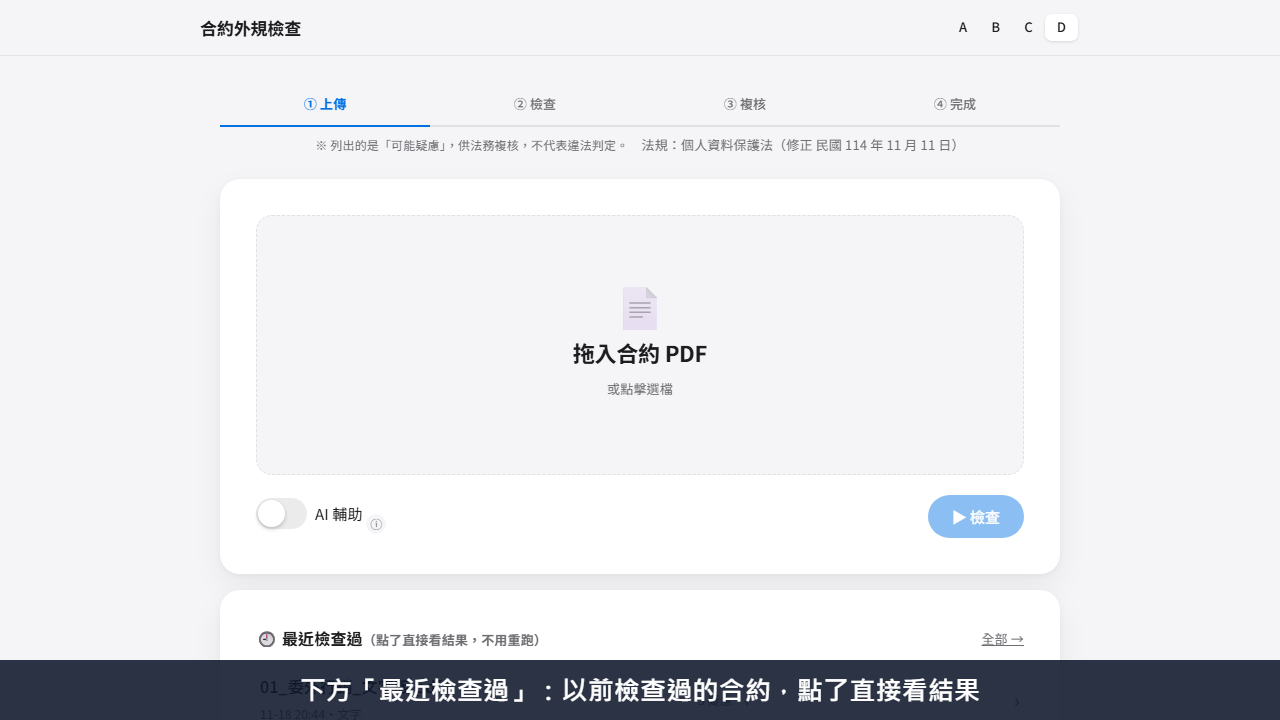 合約外規檢查
A B C D
① 上傳 ② 檢查 ③ 複核 ④ 完成
※ 列出的是「可能疑慮」，供法務複核，不代表違法判定。 法規：個人資料保護法（修正 民國 114 年 11 月 11 日）
拖入合約 PDF
或點擊選檔
AI 輔助 ⓘ
▶ 檢查
🕘 最近檢查過（點了直接看結果，不用重跑）
全部 →
下方「最近檢查過」：以前檢查過的合約，點了直接看結果
11-18 20:44・文字